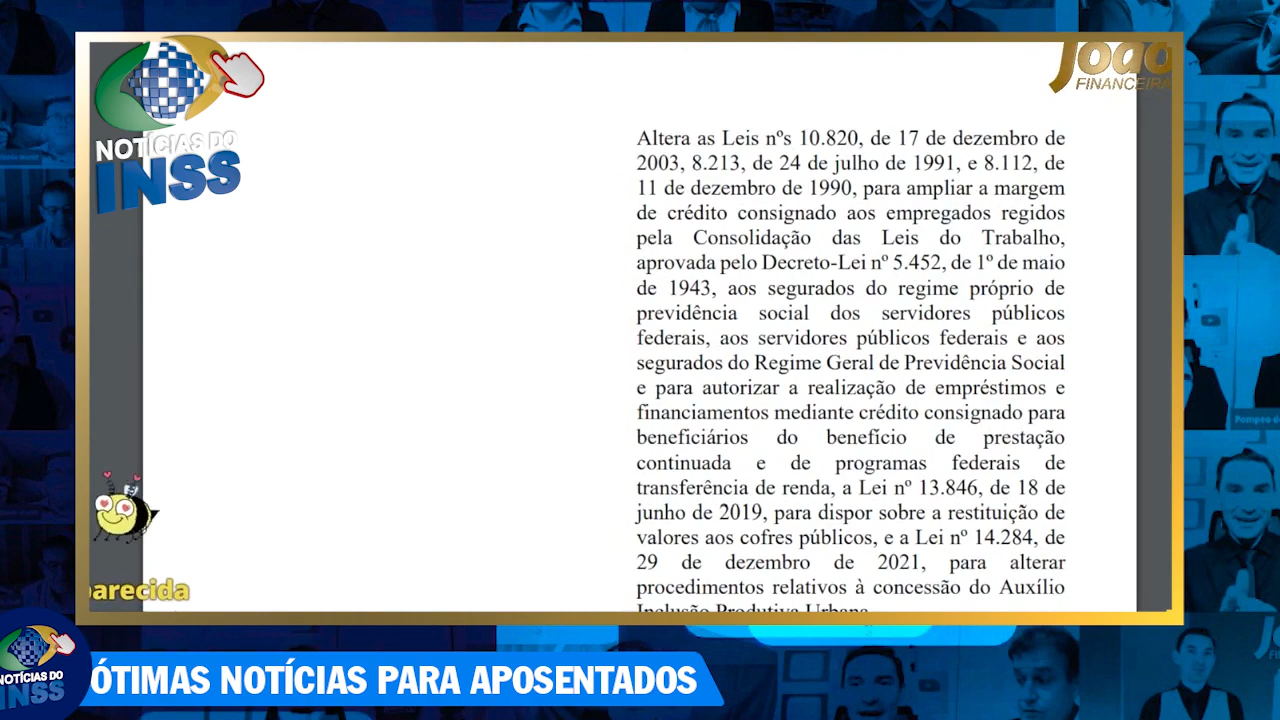 João
FINANCEIRA
NOTÍCIAS DO
INSS
Altera as Leis nºs 10.820, de 17 de dezembro de
2003, 8.213, de 24 de julho de 1991, e 8.112, de
11 de dezembro de 1990, para ampliar a margem
de crédito consignado aos empregados regidos
pela Consolidação das Leis do Trabalho,
aprovada pelo Decreto-Lei nº 5.452, de 1º de maio
de 1943, aos segurados do regime próprio de
previdência social dos servidores públicos
federais, aos servidores públicos federais e aos
segurados do Regime Geral de Previdência Social
e para autorizar a realização de empréstimos e
financiamentos mediante crédito consignado para
beneficiários do benefício de prestação
continuada e de programas federais de
transferência de renda, a Lei nº 13.846, de 18 de
junho de 2019, para dispor sobre a restituição de
valores aos cofres públicos, e a Lei nº 14.284, de
29 de dezembro de 2021, para alterar
procedimentos relativos à concessão do Auxílio
Inclusão Produtiva Urbana
parecida
NOTÍCIAS DO
INSS
ÓTIMAS NOTÍCIAS PARA APOSENTADOS